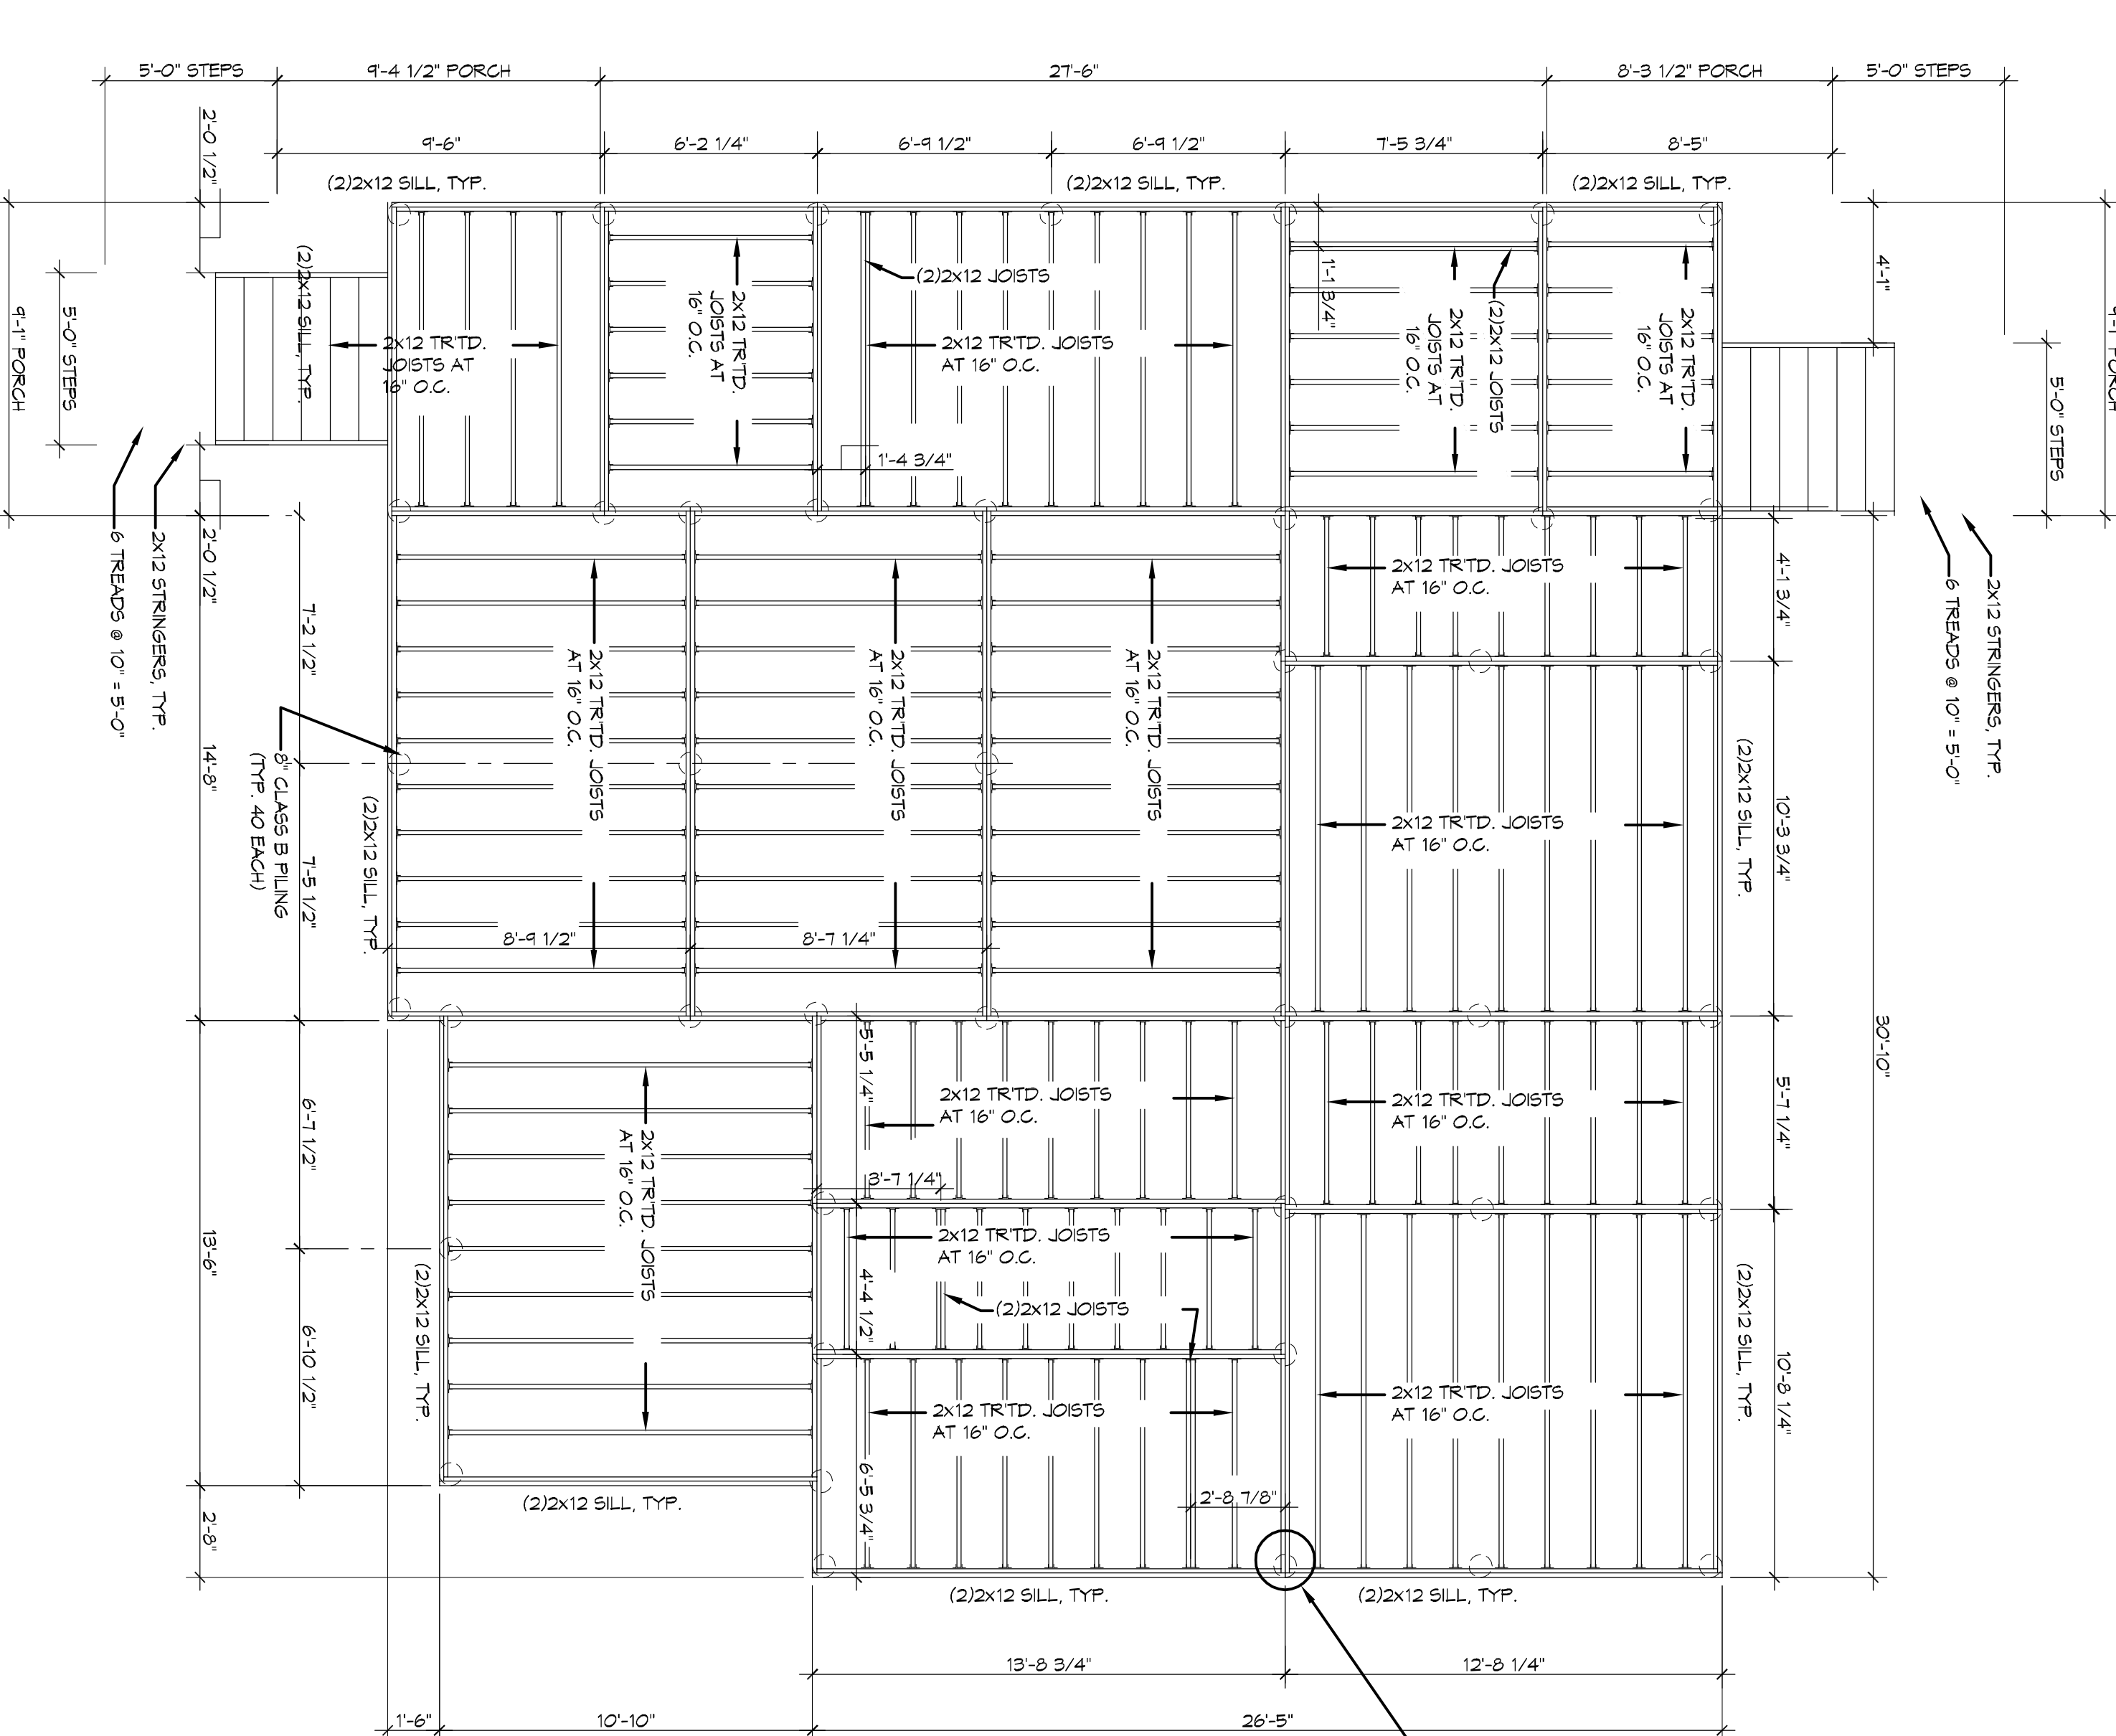 5'-0" STEPS
9'-4 1/2" PORCH
27'-6"
8'-3 1/2" PORCH
5'-0" STEPS
9'-6"
6'-2 1/4"
6'-9 1/2"
6'-9 1/2"
7'-5 3/4"
8'-5"
(2)2x12 SILL, TYP.
(2)2x12 SILL, TYP.
(2)2x12 SILL, TYP.
2'-0 1/2"
9'-1" PORCH
5'-0" STEPS
(2)2x12 SILL, TYP.
2x12 TR'TD.
JOISTS AT
16" O.C.
2x12 TRTD.
JOISTS AT
16" O.C.
(2)2x12 JOISTS
2x12 TR'TD. JOISTS
AT 16" O.C.
1'-4 3/4"
1'-1 3/4"
2x12 TR'TD.
JOISTS AT
16" O.C.
(2)2x12 JOISTS
2x12 TR'TD.
JOISTS AT
16" O.C.
4'-1"
5'-0" STEPS
9'-1" PORCH
6 TREADS @ 10" = 5'-0"
2x12 STRINGERS, TYP.
2'-0 1/2"
7'-2 1/2"
14'-8"
8" CLASS B PILING
(TYP. 40 EACH)
7'-5 1/2"
(2)2x12 SILL, TYP.
2x12 TR'TD. JOISTS
AT 16" O.C.
2x12 TR'TD. JOISTS
AT 16" O.C.
2x12 TR'TD. JOISTS
AT 16" O.C.
8'-9 1/2"
8'-7 1/4"
2x12 TR'TD. JOISTS
AT 16" O.C.
4'-1 3/4"
2x12 STRINGERS, TYP.
6 TREADS @ 10" = 5'-0"
2x12 TR'TD. JOISTS
AT 16" O.C.
(2)2x12 SILL, TYP.
10'-3 3/4"
30'-10"
6'-7 1/2"
13'-6"
6'-10 1/2"
2'-8"
(2)2x12 SILL, TYP.
2x12 TR'TD. JOISTS
AT 16" O.C.
(2)2x12 SILL, TYP.
5'-5 1/4"
2x12 TR'TD. JOISTS
AT 16" O.C.
3'-7 1/4"
2x12 TR'TD. JOISTS
AT 16" O.C.
4'-4 1/2"
(2)2x12 JOISTS
2x12 TR'TD. JOISTS
AT 16" O.C.
6'-5 3/4"
2'-8 7/8"
2x12 TR'TD. JOISTS
AT 16" O.C.
5'-7 1/4"
2x12 TR'TD. JOISTS
AT 16" O.C.
(2)2x12 SILL, TYP.
10'-8 1/4"
(2)2x12 SILL, TYP.
(2)2x12 SILL, TYP.
13'-8 3/4"
12'-8 1/4"
1'-6"
10'-10"
26'-5"